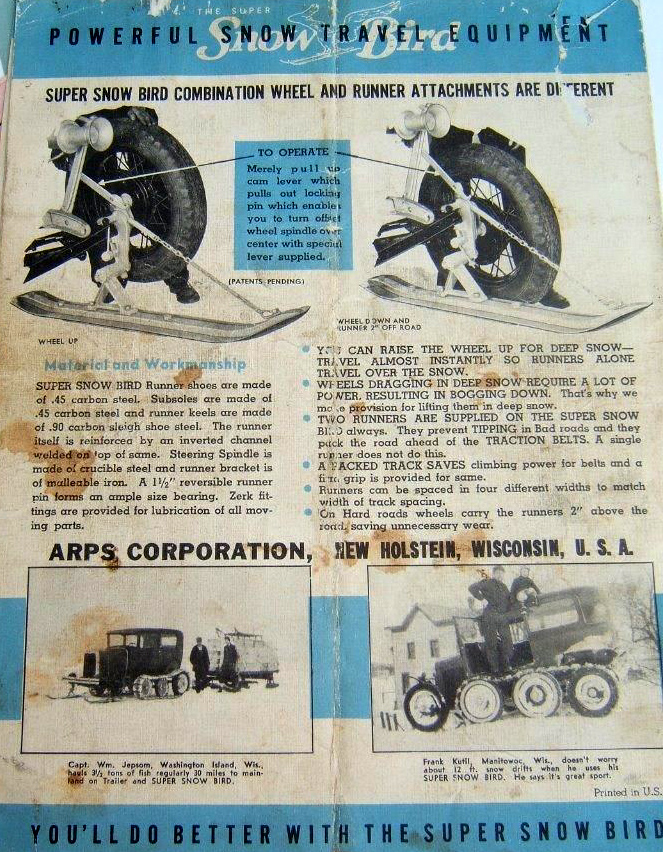 THE SUPER
Snow Bird
POWERFUL SNOW TRAVEL EQUIPMENT
SUPER SNOW BIRD COMBINATION WHEEL AND RUNNER ATTACHMENTS ARE DIFFERENT
TO OPERATE
Merely pull up
cam lever which
pulls out locking
pin which enables
you to turn offset
wheel spindle over
center with special
lever supplied.
(PATENTS PENDING)
WHEEL UP
WHEEL DOWN AND
RUNNER 2" OFF ROAD
Material and Workmanship
SUPER SNOW BIRD Runner shoes are made
of .45 carbon steel. Subsoles are made of
.45 carbon steel and runner keels are made
of .90 carbon sleigh shoe steel. The runner
itself is reinforced by an inverted channel
welded on top of same. Steering Spindle is
made of crucible steel and runner bracket is
of malleable iron. A 1½" reversible runner
pin forms an ample size bearing. Zerk fit-
tings are provided for lubrication of all mov-
ing parts.
• YOU CAN RAISE THE WHEEL UP FOR DEEP SNOW—
TRAVEL ALMOST INSTANTLY SO RUNNERS ALONE
TRAVEL OVER THE SNOW.
• WHEELS DRAGGING IN DEEP SNOW REQUIRE A LOT OF
POWER, RESULTING IN BOGGING DOWN. That's why we
make provision for lifting them in deep snow.
• TWO RUNNERS ARE SUPPLIED ON THE SUPER SNOW
BIRD always. They prevent TIPPING in Bad roads and they
pack the road ahead of the TRACTION BELTS. A single
runner does not do this.
• A PACKED TRACK SAVES climbing power for belts and a
firm grip is provided for same.
• Runners can be spaced in four different widths to match
width of track spacing.
• On Hard roads wheels carry the runners 2" above the
road, saving unnecessary wear.
ARPS CORPORATION, NEW HOLSTEIN, WISCONSIN, U. S. A.
Capt. Wm. Jepsom, Washington Island, Wis.,
hauls 3½ tons of fish regularly 30 miles to main-
land on Trailer and SUPER SNOW BIRD.
Frank Kutil, Manitowoc, Wis., doesn't worry
about 12 ft. snow drifts when he uses his
SUPER SNOW BIRD. He says it's great sport.
Printed in U.S.
YOU'LL DO BETTER WITH THE SUPER SNOW BIRD